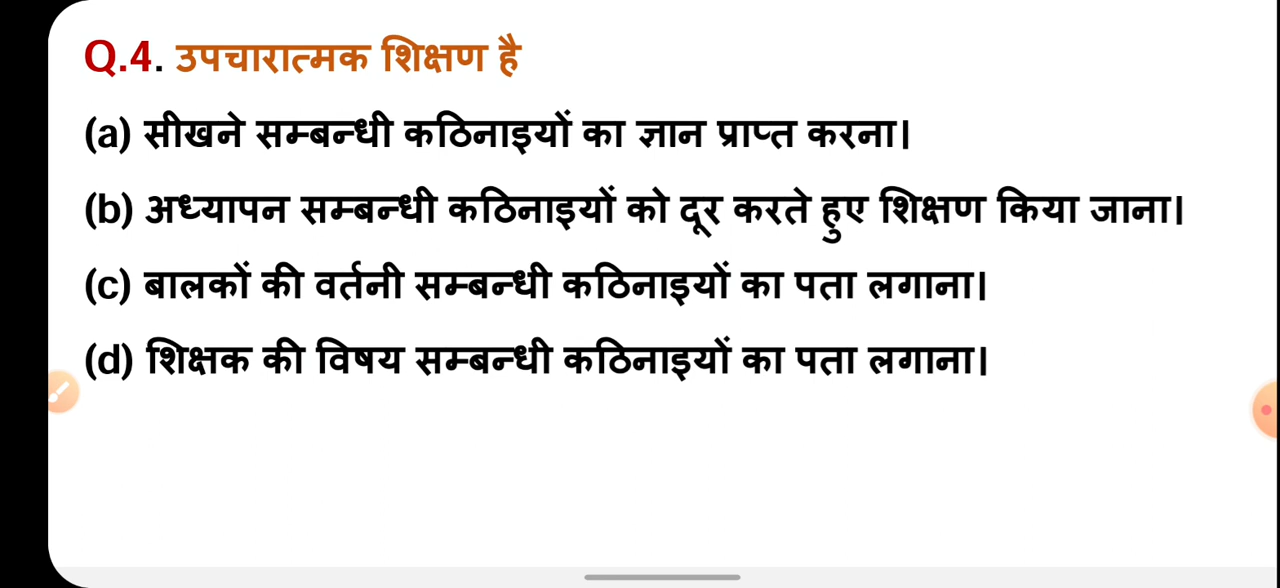 Q.4. उपचारात्मक शिक्षण है
(a) सीखने सम्बन्धी कठिनाइयों का ज्ञान प्राप्त करना।
(b) अध्यापन सम्बन्धी कठिनाइयों को दूर करते हुए शिक्षण किया जाना।
(c) बालकों की वर्तनी सम्बन्धी कठिनाइयों का पता लगाना।
(d) शिक्षक की विषय सम्बन्धी कठिनाइयों का पता लगाना।